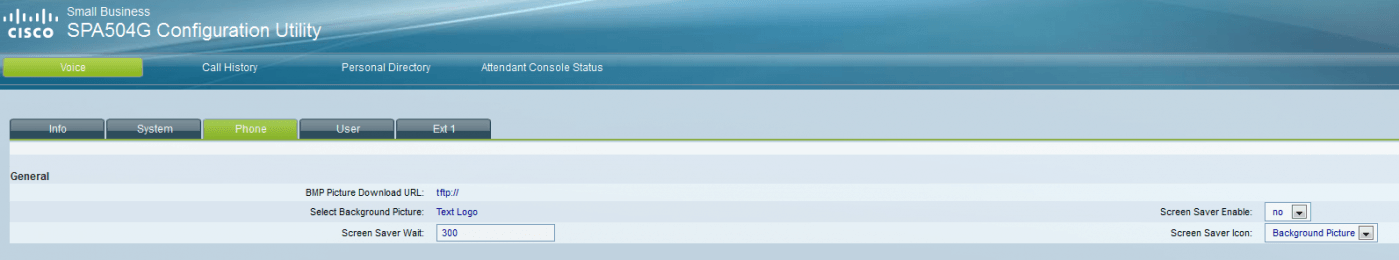 Small Business
CISCO SPA504G Configuration Utility
Voice Call History Personal Directory Attendant Console Status
Info System Phone User Ext 1
General
BMP Picture Download URL: tftp://
Select Background Picture: Text Logo Screen Saver Enable: no
Screen Saver Wait: 300 Screen Saver Icon: Background Picture